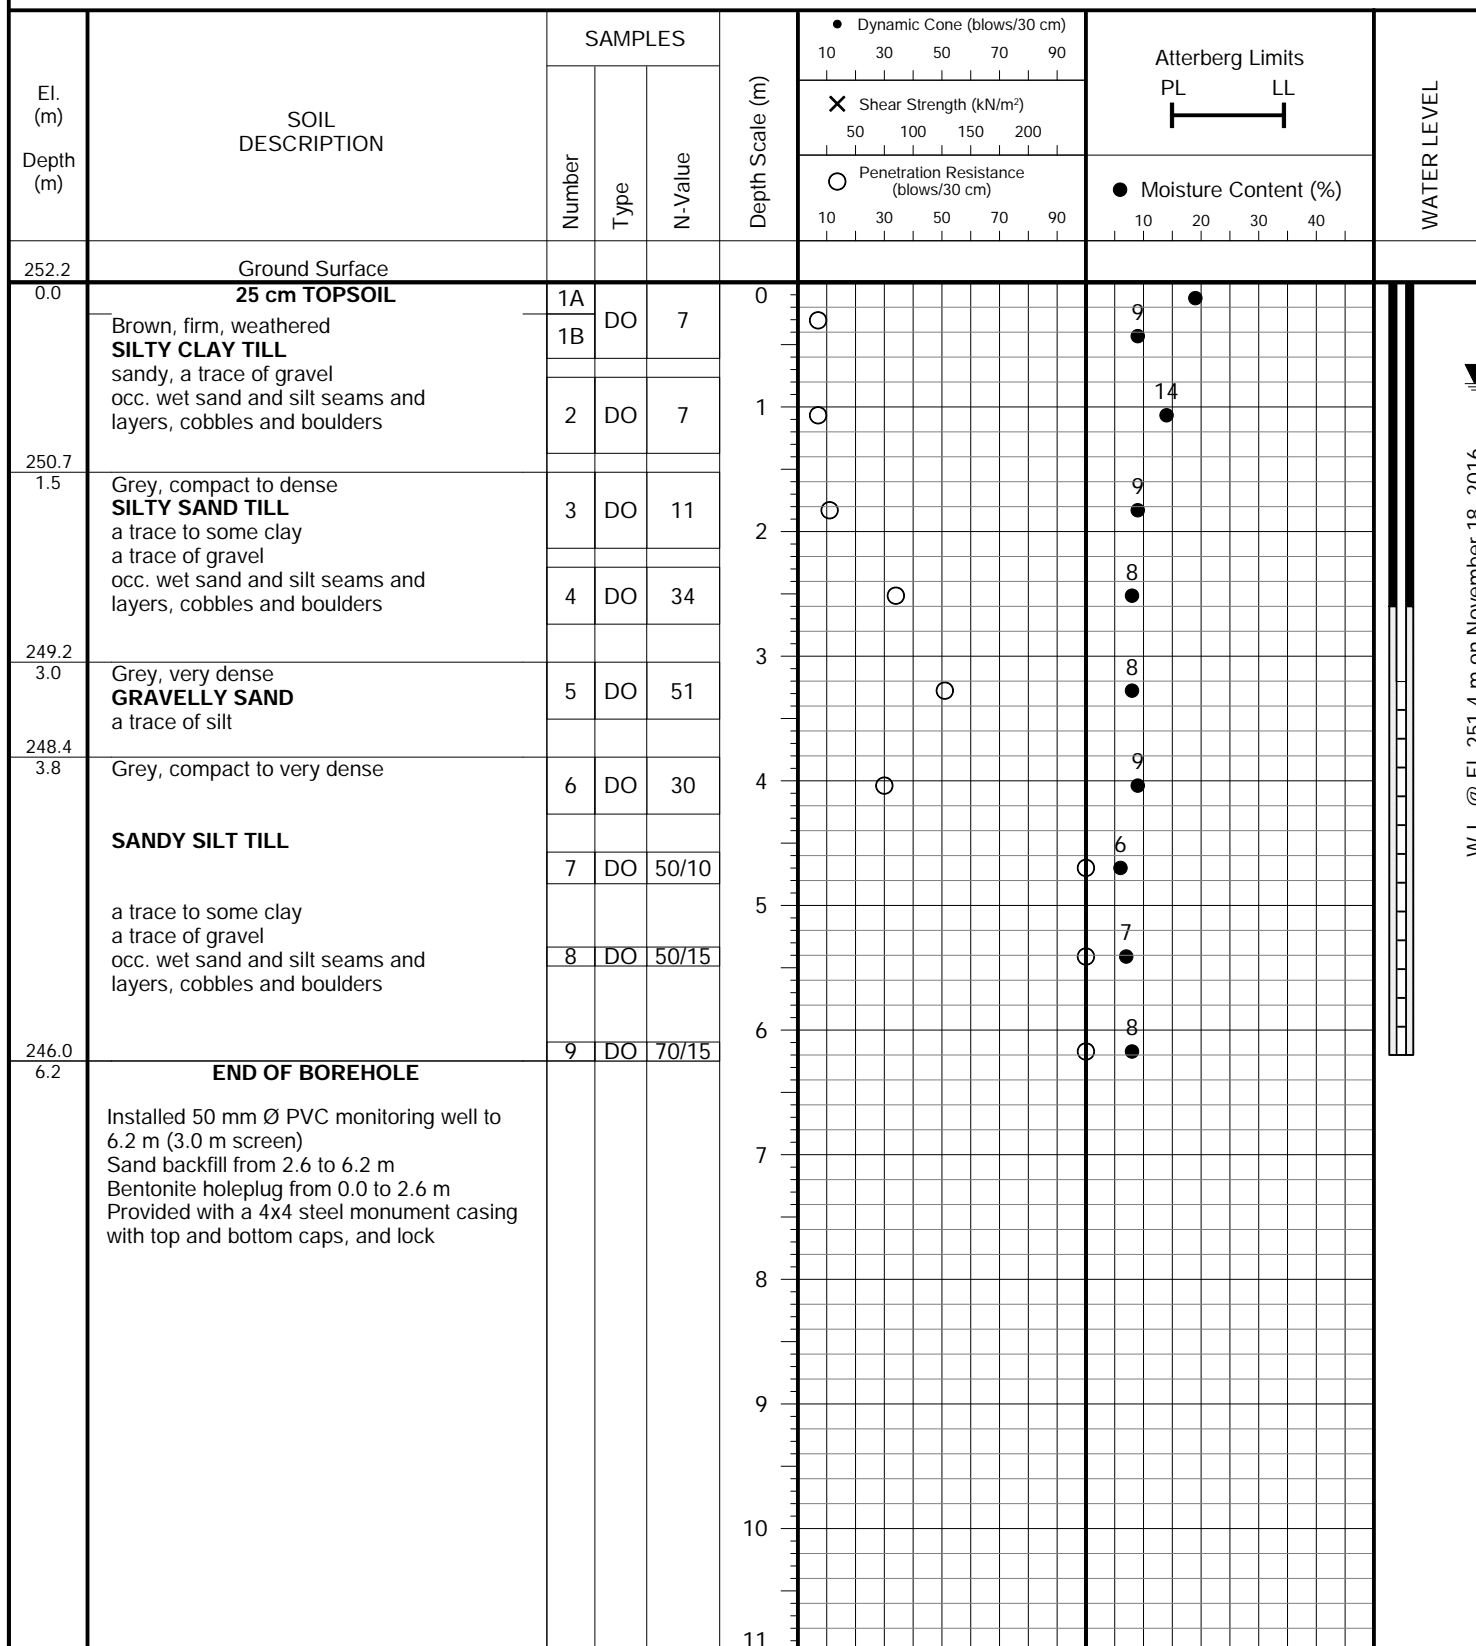 El.
(m)
Depth
(m)
SOIL
DESCRIPTION
SAMPLES
Number
Type
N-Value
Depth Scale (m)
Dynamic Cone (blows/30 cm)
10 30 50 70 90
Shear Strength (kN/m²)
50 100 150 200
Penetration Resistance
(blows/30 cm)
10 30 50 70 90
Atterberg Limits
PL LL
Moisture Content (%)
10 20 30 40
WATER LEVEL
252.2 Ground Surface
0.0 25 cm TOPSOIL 1A 0
DO 7
9
Brown, firm, weathered 1B
SILTY CLAY TILL
sandy, a trace of gravel
14
occ. wet sand and silt seams and
layers, cobbles and boulders 2 DO 7 1
250.7
1.5 Grey, compact to dense 9
SILTY SAND TILL 3 DO 11
a trace to some clay 2
a trace of gravel
occ. wet sand and silt seams and 8
layers, cobbles and boulders 4 DO 34
249.2 3
3.0 Grey, very dense 8
GRAVELLY SAND 5 DO 51
a trace of silt
248.4
3.8 Grey, compact to very dense 9
6 DO 30 4
SANDY SILT TILL 6
7 DO 50/10
a trace to some clay 5
a trace of gravel 7
occ. wet sand and silt seams and 8 DO 50/15
layers, cobbles and boulders
6 8
246.0 9 DO 70/15
6.2 END OF BOREHOLE
Installed 50 mm Ø PVC monitoring well to
6.2 m (3.0 m screen) 7
Sand backfill from 2.6 to 6.2 m
Bentonite holeplug from 0.0 to 2.6 m
Provided with a 4x4 steel monument casing
with top and bottom caps, and lock
8
9
10
11
W.L. @ El. 251.4 m on November 18, 2016